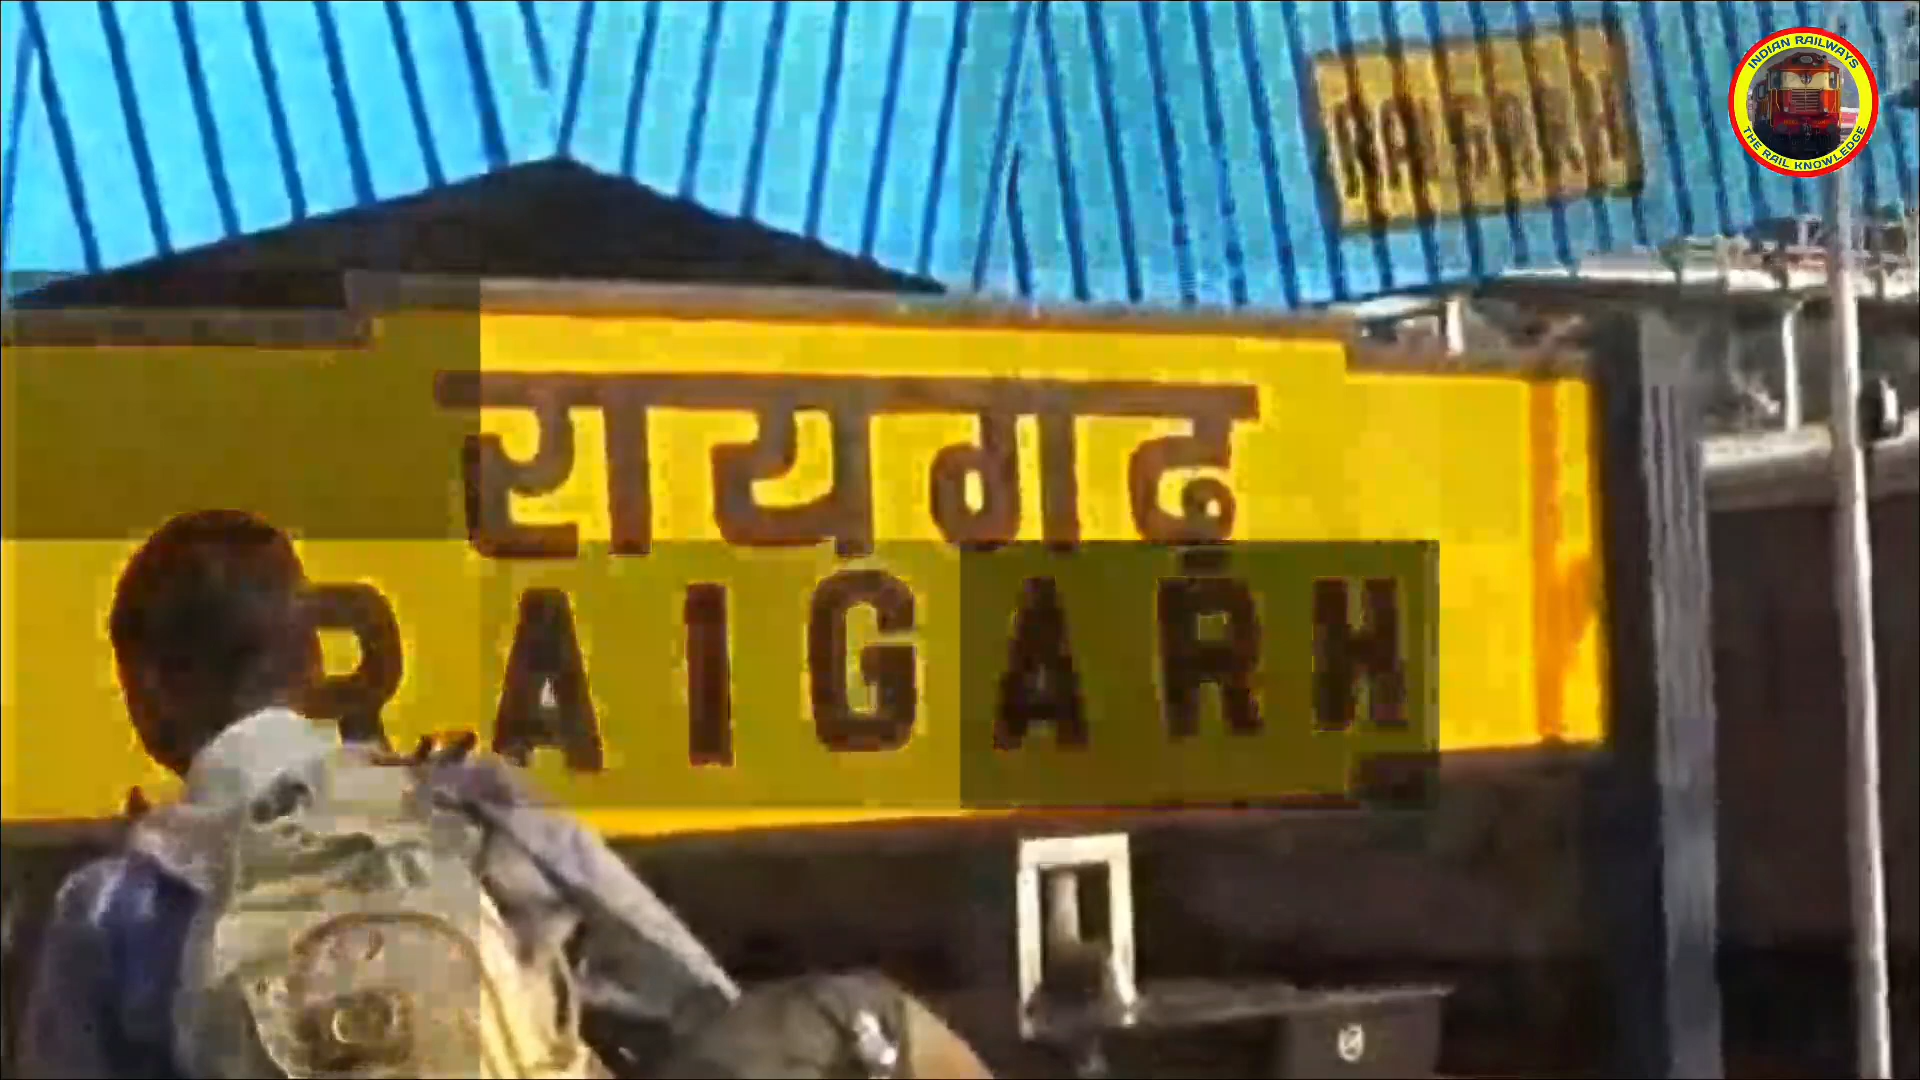 INDIAN RAILWAYS
THE RAIL KNOWLEDGE
रायगढ़
RAIGARH